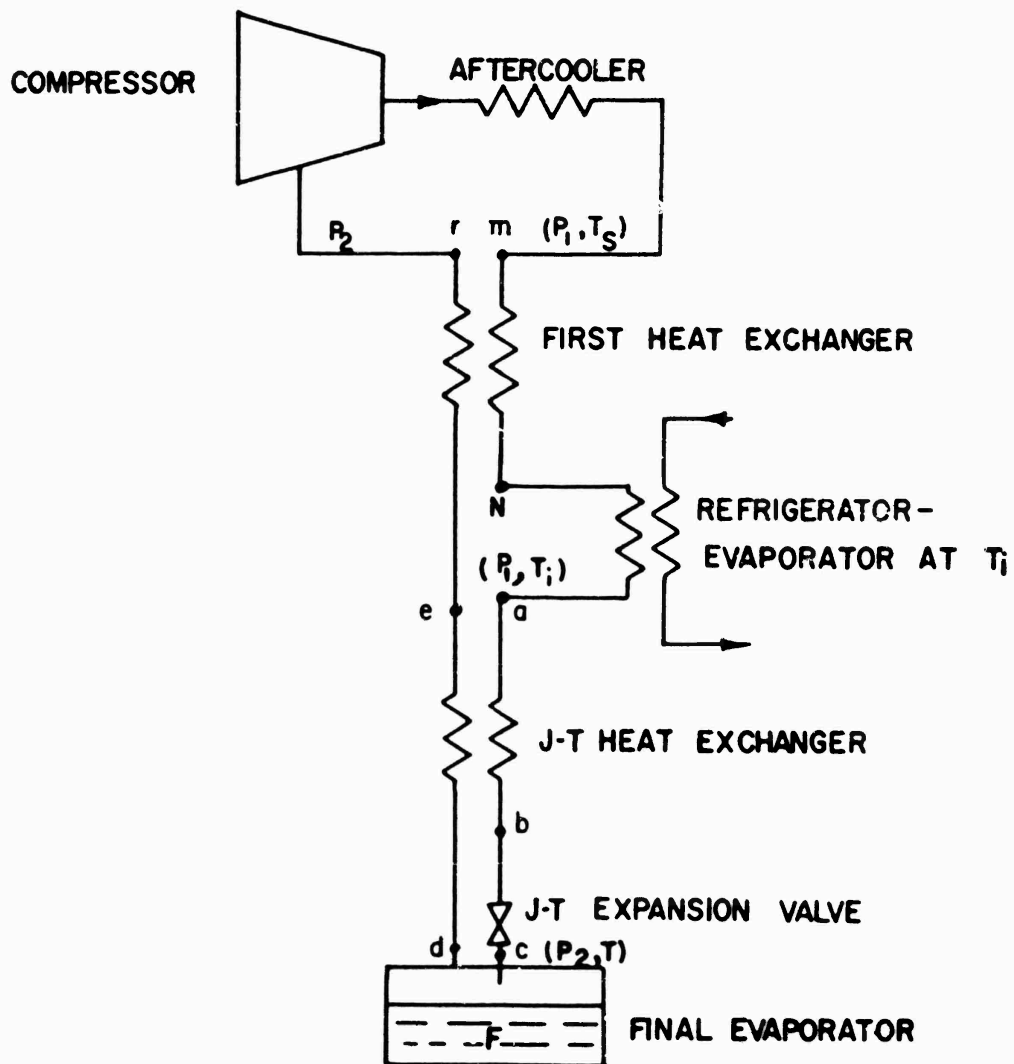 COMPRESSOR
AFTERCOOLER
P2
r
m
(P1, TS)
FIRST HEAT EXCHANGER
N
REFRIGERATOR-
EVAPORATOR AT Ti
(P1, Ti)
e
a
J-T HEAT EXCHANGER
b
J-T EXPANSION VALVE
d
c (P2, T)
F
FINAL EVAPORATOR